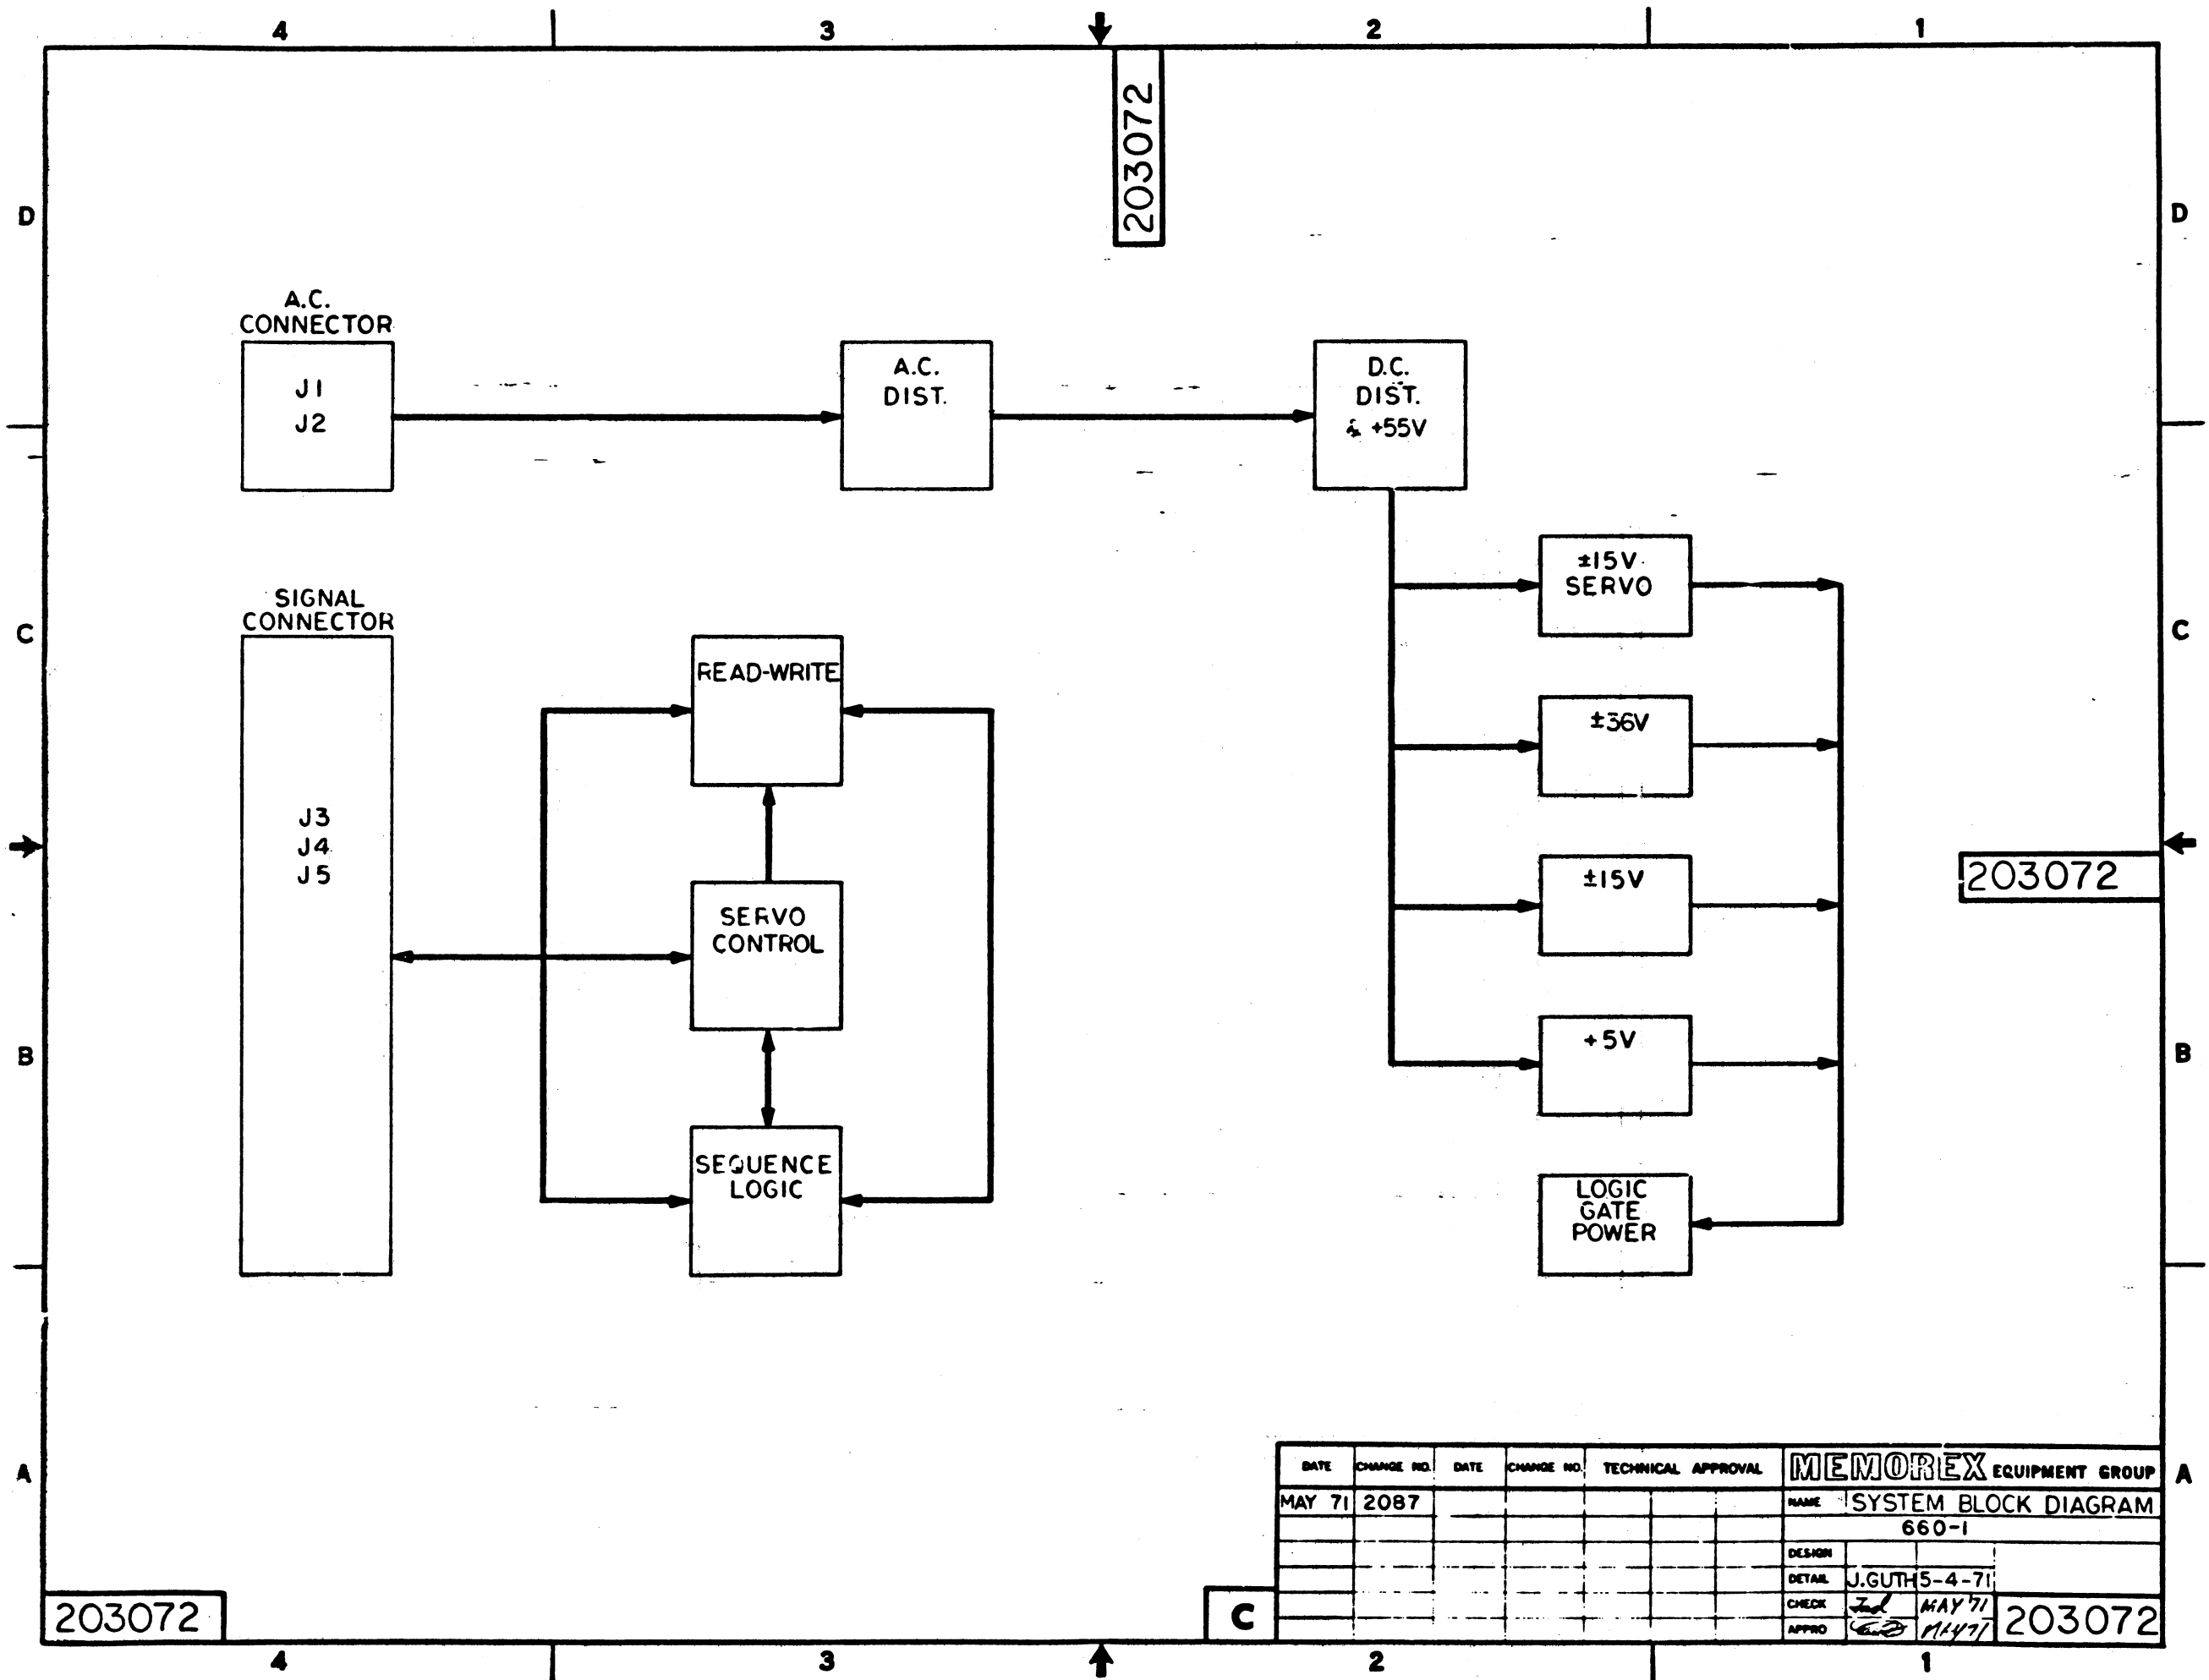 4 3 2 1
203072
D D
A.C.
CONNECTOR
J1
J2
A.C.
DIST.
D.C.
DIST.
& +55V
±15V
SERVO
±36V
±15V
+5V
LOGIC
GATE
POWER
C C
SIGNAL
CONNECTOR
J3
J4
J5
READ-WRITE
SERVO
CONTROL
SEQUENCE
LOGIC
203072
B B
A A
DATE CHANGE NO. DATE CHANGE NO. TECHNICAL APPROVAL
MAY 71 2087
MEMOREX EQUIPMENT GROUP
NAME SYSTEM BLOCK DIAGRAM
660-1
DESIGN
DETAIL J.GUTH 5-4-71
CHECK MAY 71
APPRO MAY 71
203072
C
203072
4 3 2 1